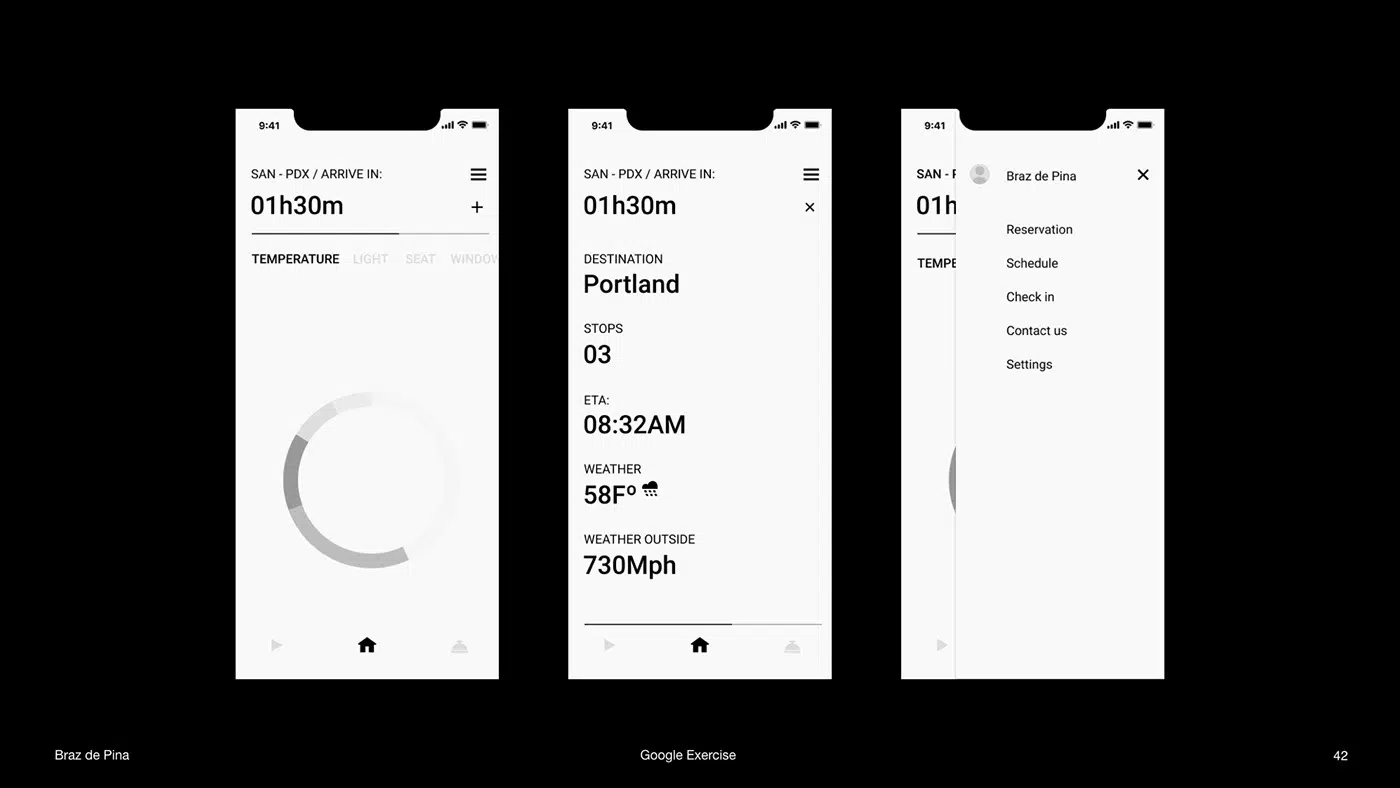 9:41
SAN - PDX / ARRIVE IN:
01h30m
TEMPERATURE LIGHT SEAT WINDOW
9:41
SAN - PDX / ARRIVE IN:
01h30m
DESTINATION
Portland
STOPS
03
ETA:
08:32AM
WEATHER
58Fº
WEATHER OUTSIDE
730Mph
9:41
SAN - P
01h
TEMPE
Braz de Pina
Reservation
Schedule
Check in
Contact us
Settings
Braz de Pina
Google Exercise
42